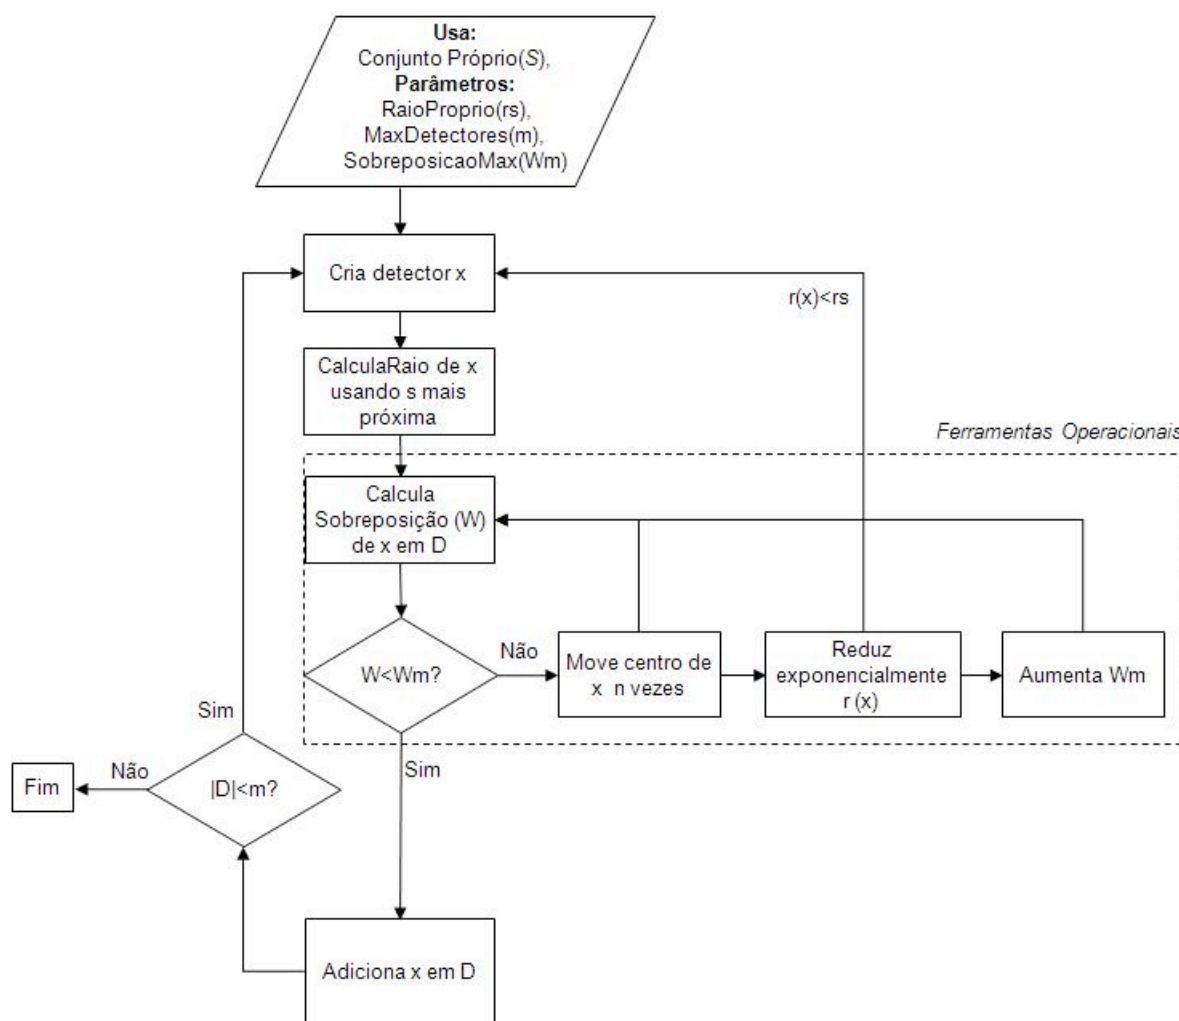 Usa:
Conjunto Próprio(S),
Parâmetros:
RaioProprio(rs),
MaxDetectores(m),
SobreposicaoMax(Wm)
Cria detector x
r(x)<rs
CalculaRaio de x
usando s mais
próxima
Ferramentas Operacionais
Calcula
Sobreposição (W)
de x em D
W<Wm?
Não
Move centro de
x n vezes
Reduz
exponencialmente
r (x)
Aumenta Wm
Sim
Sim
|D|<m?
Não
Fim
Adiciona x em D